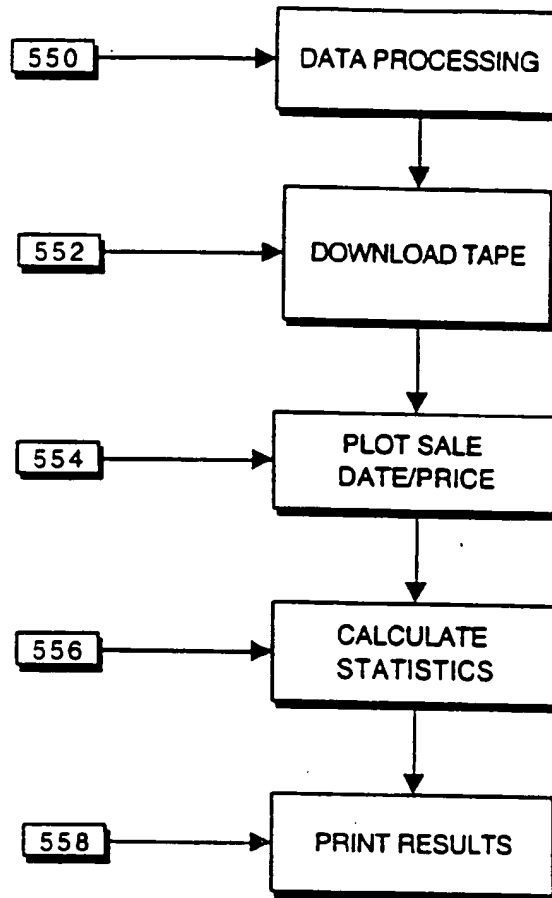 550
DATA PROCESSING
552
DOWNLOAD TAPE
554
PLOT SALE
DATE/PRICE
556
CALCULATE
STATISTICS
558
PRINT RESULTS